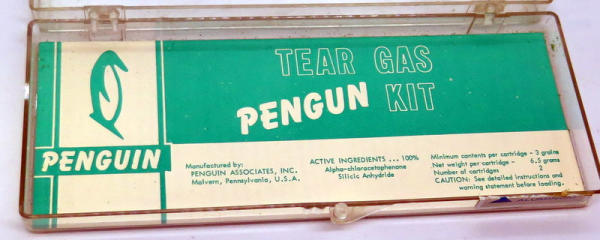 TEAR GAS
PENGUN KIT
PENGUIN
Manufactured by:
PENGUIN ASSOCIATES, INC.
Malvern, Pennsylvania, U.S.A.
ACTIVE INGREDIENTS ... 100%
Alpha-chloracetophenone
Silicic Anhydride
Minimum contents per cartridge - 3 grains
Net weight per cartridge - 6.5 grams
Number of cartridges 2
CAUTION: See detailed instructions and
warning statement before loading.